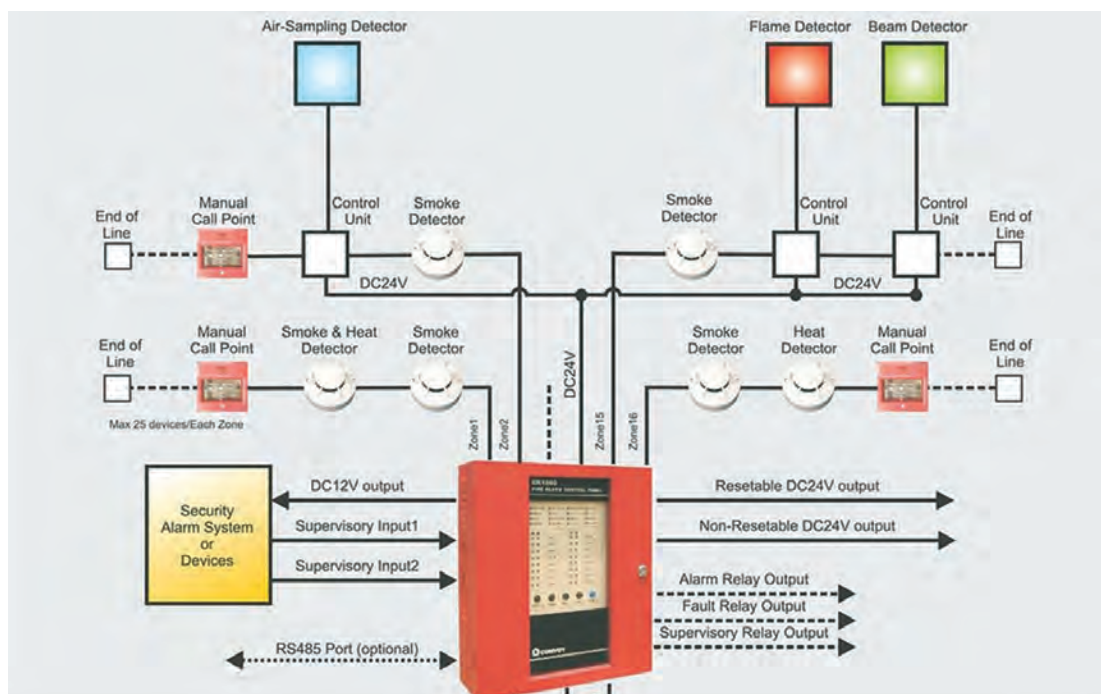 Air-Sampling Detector
Flame Detector
Beam Detector
End of
Line
Manual
Call Point
Control
Unit
Smoke
Detector
Smoke
Detector
Control
Unit
Control
Unit
End of
Line
DC24V
DC24V
End of
Line
Manual
Call Point
Smoke & Heat
Detector
Smoke
Detector
DC24V
Smoke
Detector
Heat
Detector
Manual
Call Point
End of
Line
Max 25 devices/Each Zone
Zone1
Zone2
Zone15
Zone16
Security
Alarm System
or
Devices
DC12V output
Supervisory Input1
Supervisory Input2
RS485 Port (optional)
FIRE ALARM CONTROL PANEL
Resetable DC24V output
Non-Resetable DC24V output
Alarm Relay Output
Fault Relay Output
Supervisory Relay Output